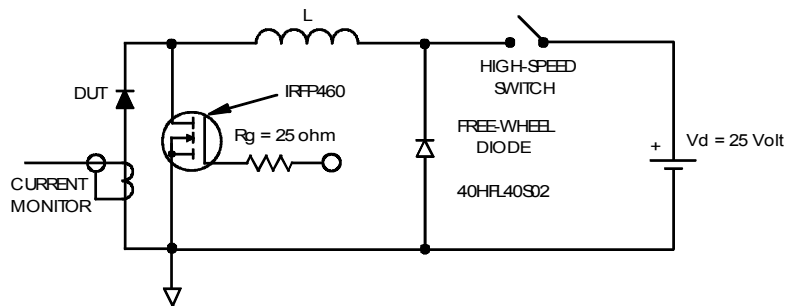 L
HIGH-SPEED
SWITCH
DUT
IRFP460
Rg = 25 ohm
FREE-WHEEL
DIODE
+
Vd = 25 Volt
CURRENT
MONITOR
40HFL40S02